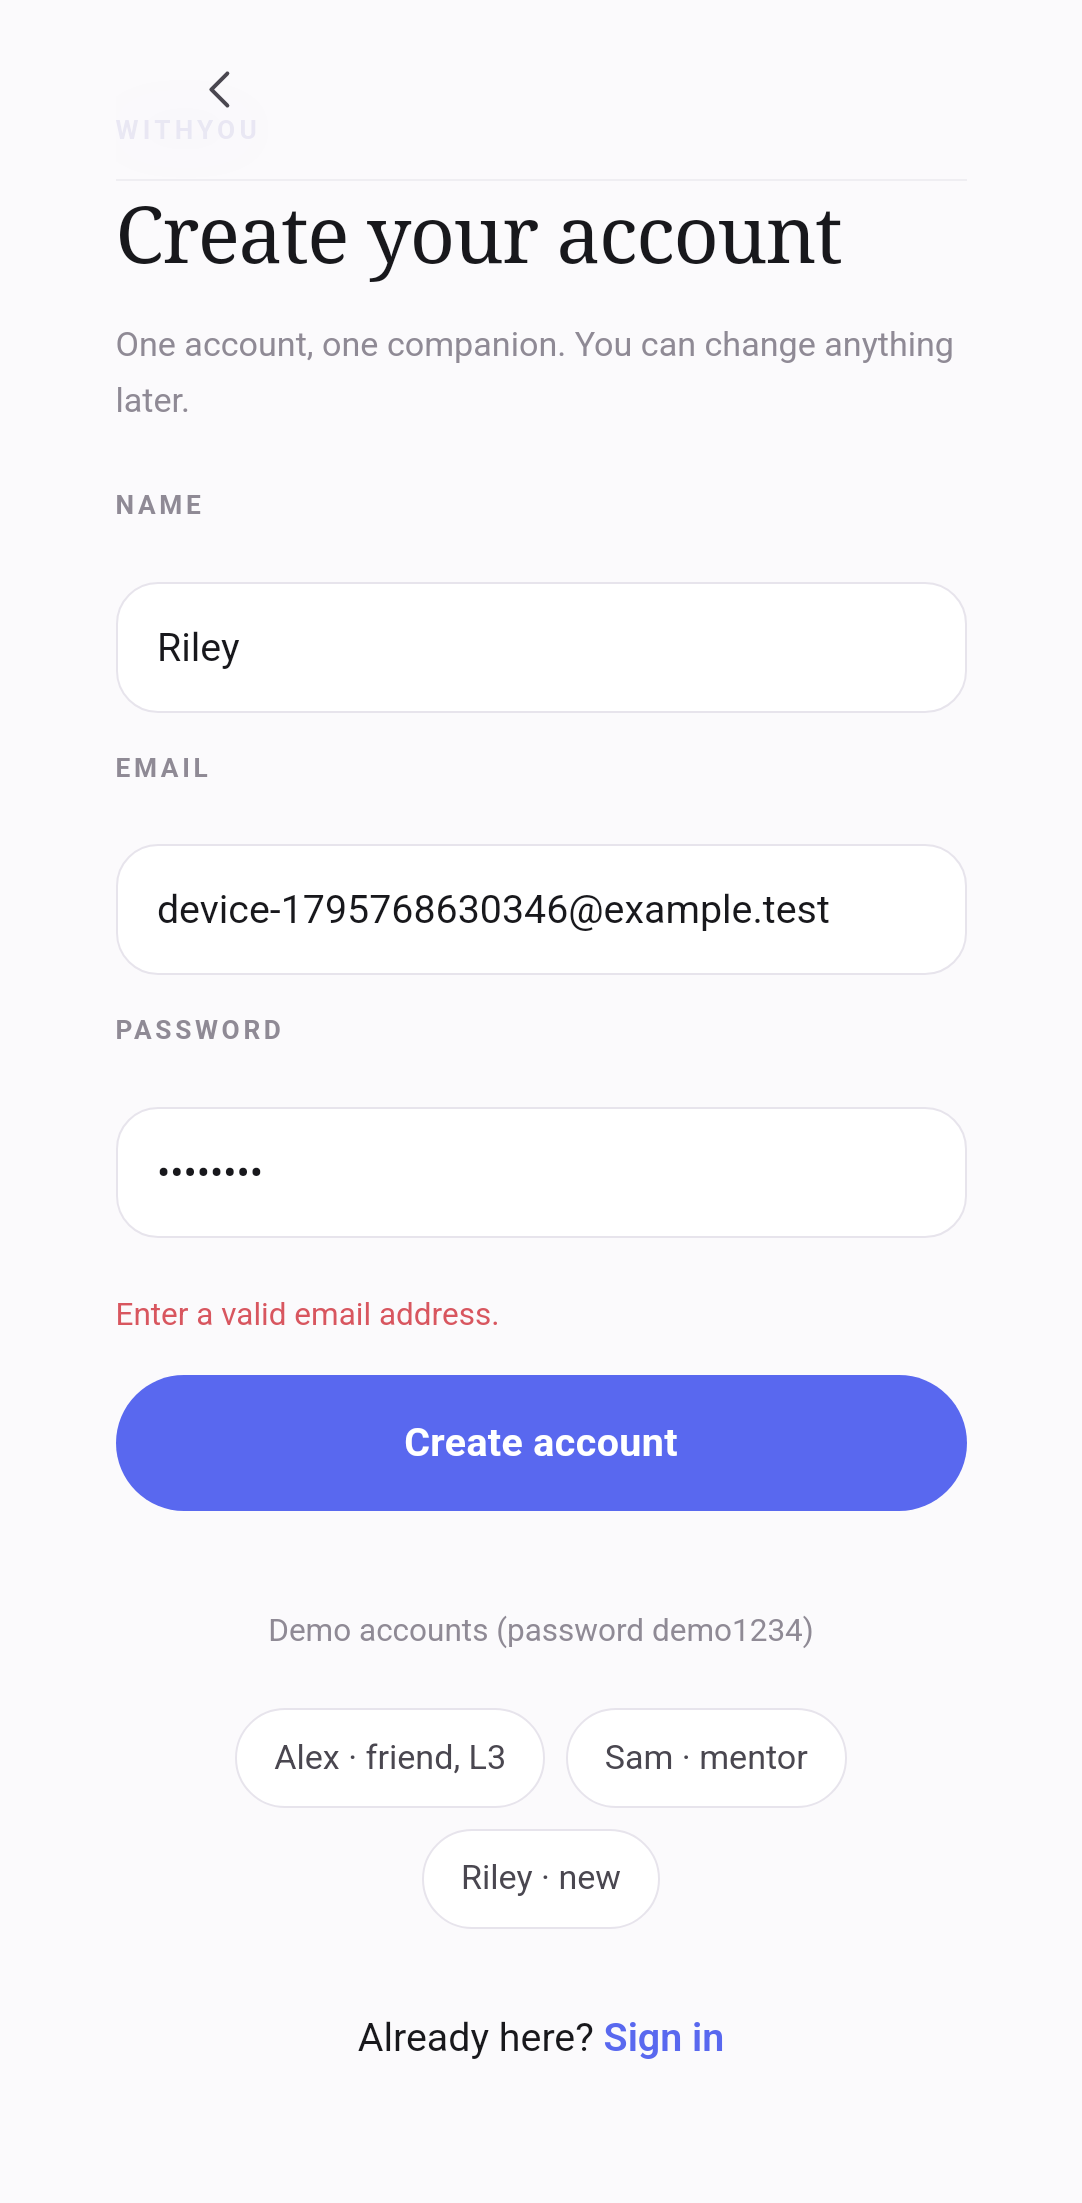 WITHYOU
Create your account
One account, one companion. You can change anything
later.
NAME
Riley
EMAIL
device-1795768630346@example.test
PASSWORD
••••••••
Enter a valid email address.
Create account
Demo accounts (password demo1234)
Alex · friend, L3
Sam · mentor
Riley · new
Already here? Sign in